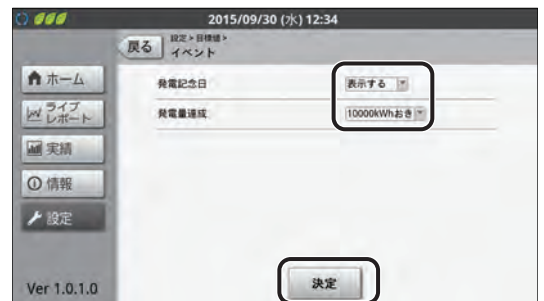 2015/09/30 (水) 12:34
戻る
設定 > 目標値 >
イベント
ホーム
ライブ
レポート
実績
情報
設定
発電記念日
表示する
発電量達成
10000kWhおき
決定
Ver 1.0.1.0